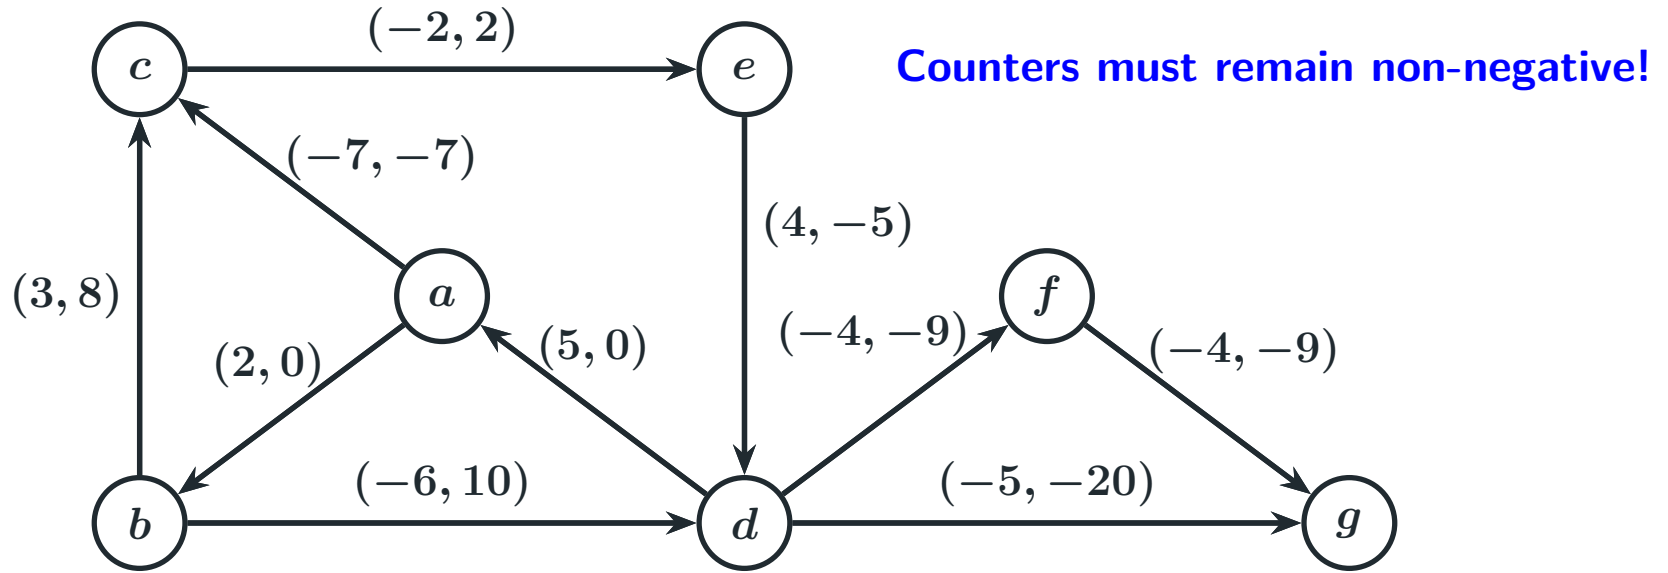 (−2, 2)
c
e
Counters must remain non-negative!
(−7, −7)
(4, −5)
(3, 8)
a
f
(−4, −9)
(5, 0)
(−4, −9)
(2, 0)
(−6, 10)
(−5, −20)
b
d
g